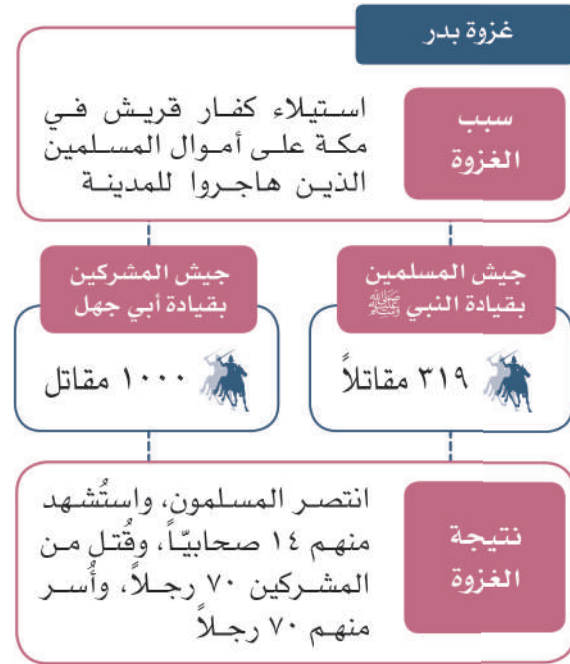 غزوة بدر
سبب
الغزوة
استيلاء كفار قريش في
مكة على أموال المسلمين
الذين هاجروا للمدينة
جيش المسلمين
بقيادة النبي ﷺ
٣١٩ مقاتلاً
جيش المشركين
بقيادة أبي جهل
١٠٠٠ مقاتل
نتيجة
الغزوة
انتصر المسلمون، واستُشهد
منهم ١٤ صحابيّاً، وقُتل من
المشركين ٧٠ رجلاً، وأُسر
منهم ٧٠ رجلاً